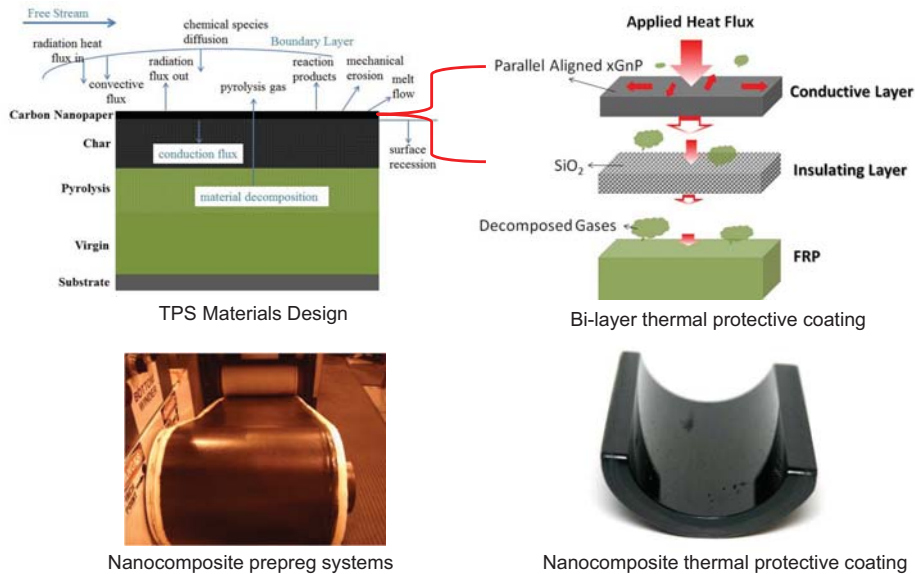 Free Stream
chemical species
diffusion
Boundary Layer
radiation heat
flux in
convective
flux
radiation
flux out
pyrolysis gas
reaction
products
mechanical
erosion
melt
flow
Carbon Nanopaper
Char
conduction flux
surface
recession
Pyrolysis
material decomposition
Virgin
Substrate
TPS Materials Design
Applied Heat Flux
Parallel Aligned xGnP
Conductive Layer
SiO₂
Insulating Layer
Decomposed Gases
FRP
Bi-layer thermal protective coating
BOTTOM
WINDER
Nanocomposite prepreg systems
Nanocomposite thermal protective coating